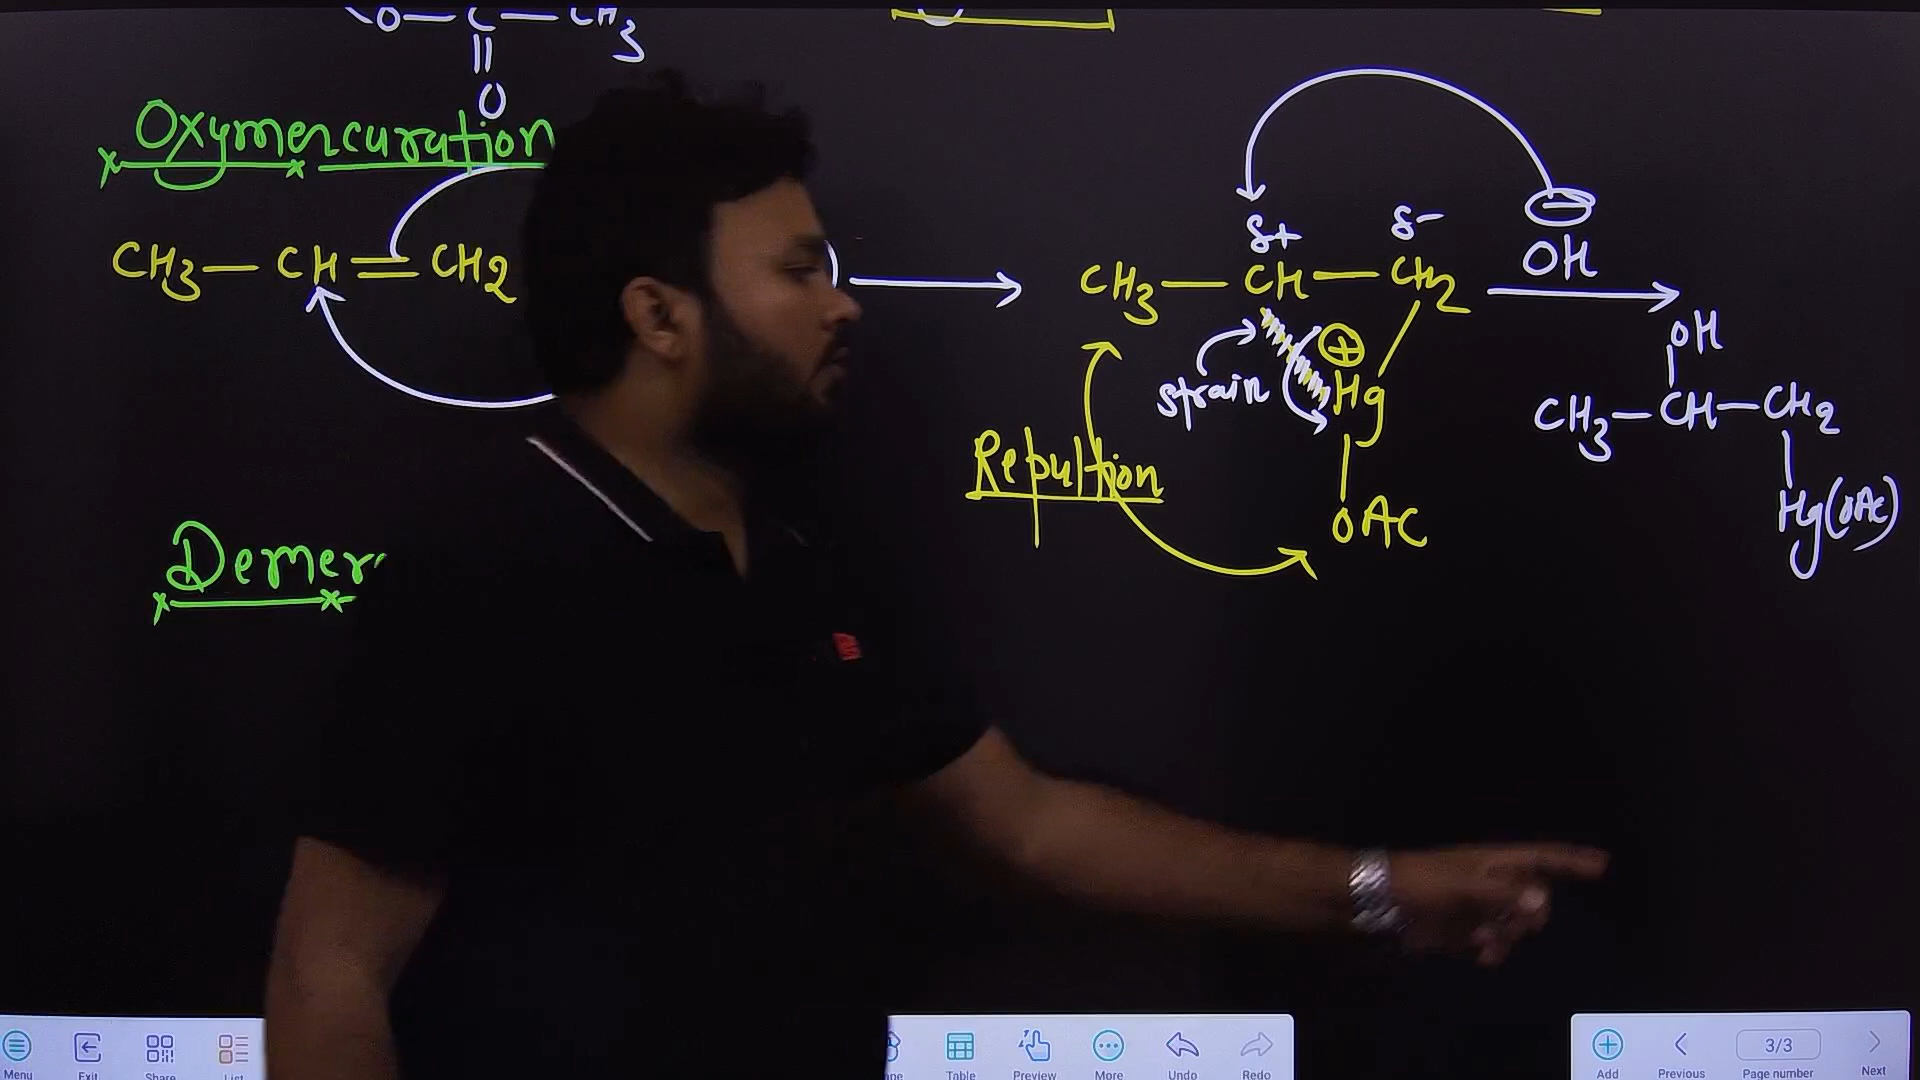 O—C—CH3
||
O
Oxymercuration
CH3—CH=CH2
)
δ+ δ− ⊖
CH3—CH—CH2 OH
strain ⊕ Hg
OAC
Repultion
OH
CH3—CH—CH2
Hg(OAc)
Demer
Menu Exit Share List Table Preview More Undo Redo
Add Previous 3/3 Page number Next